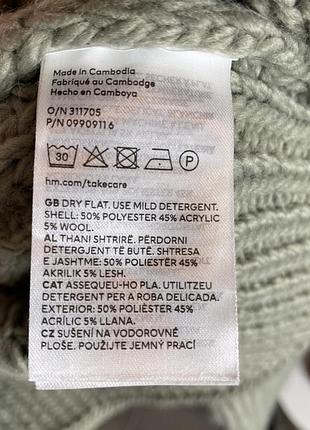 Made in Cambodia
Fabriqué au Cambodge
Hecho en Camboya
O/N 311705
P/N 09909116
30 P
hm.com/takecare
GB DRY FLAT. USE MILD DETERGENT.
SHELL: 50% POLYESTER 45% ACRYLIC
5% WOOL.
AL THANI SHTRIRË. PËRDORNI
DETERGJENT TË BUTË. SHTRESA
E JASHTME: 50% POLIESTËR 45%
AKRILIK 5% LESH.
CAT ASSEQUEU-HO PLA. UTILITZEU
DETERGENT PER A ROBA DELICADA.
EXTERIOR: 50% POLIÈSTER 45%
ACRÍLIC 5% LLANA.
CZ SUŠENÍ NA VODOROVNÉ
PLOŠE. POUŽIJTE JEMNÝ PRACÍ